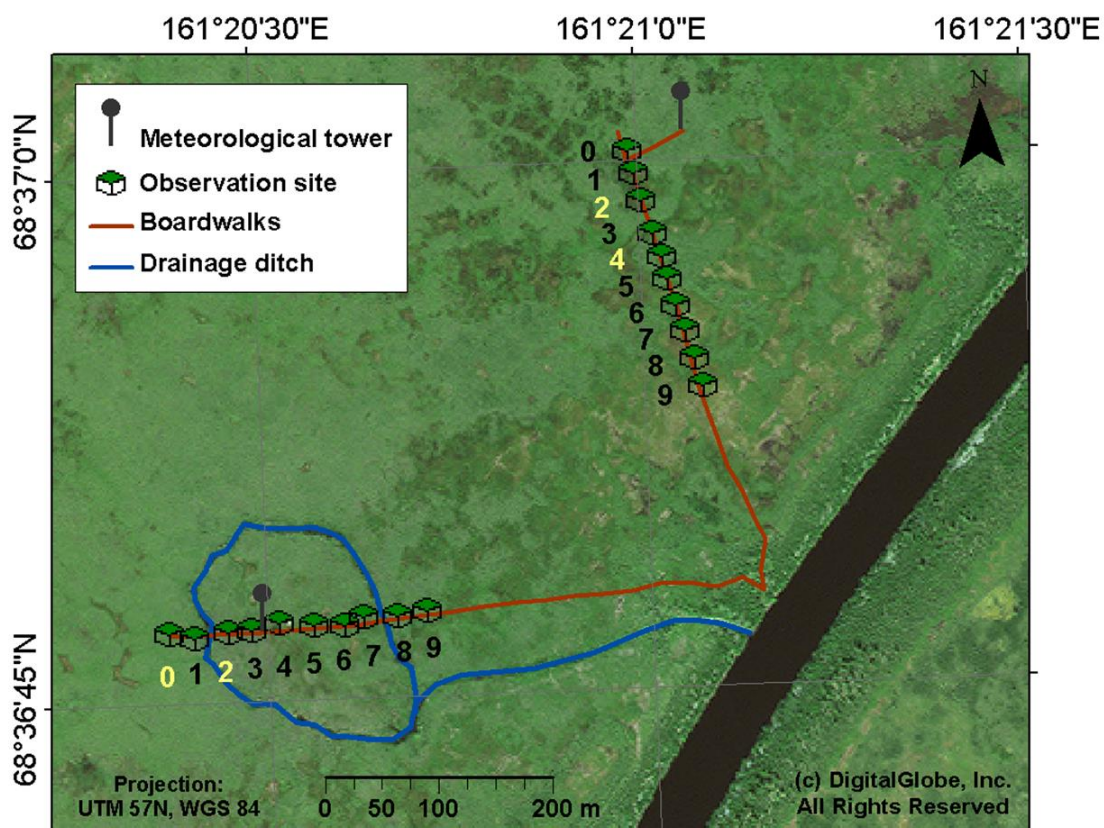 161°20'30"E 161°21'0"E 161°21'30"E
N
Meteorological tower
Observation site
Boardwalks
Drainage ditch
68°37'0"N
0
1
2
3
4
5
6
7
8
9
68°36'45"N
0 1 2 3 4 5 6 7 8 9
Projection:
UTM 57N, WGS 84
0 50 100 200 m
(c) DigitalGlobe, Inc.
All Rights Reserved